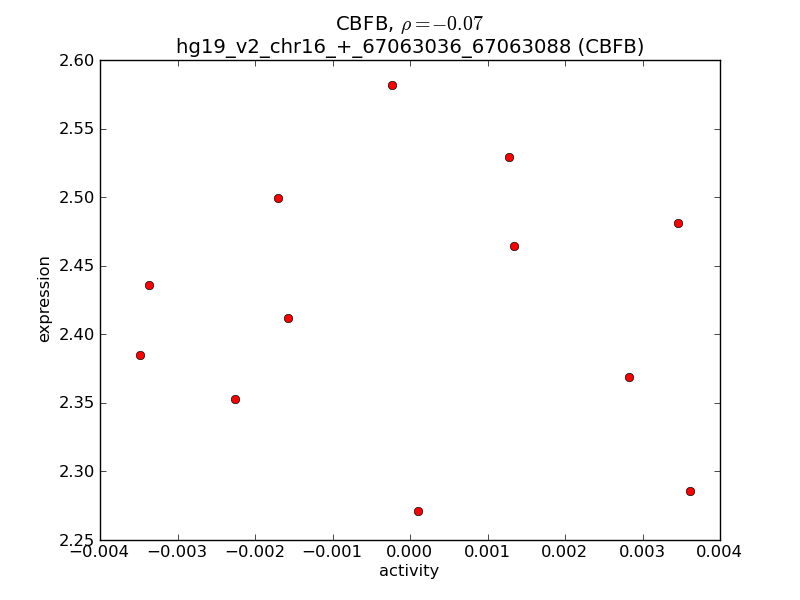 CBFB, ρ=−0.07
hg19_v2_chr16_+_67063036_67063088 (CBFB)
2.60
2.55
2.50
2.45
2.40
2.35
2.30
2.25
expression
−0.004 −0.003 −0.002 −0.001 0.000 0.001 0.002 0.003 0.004
activity